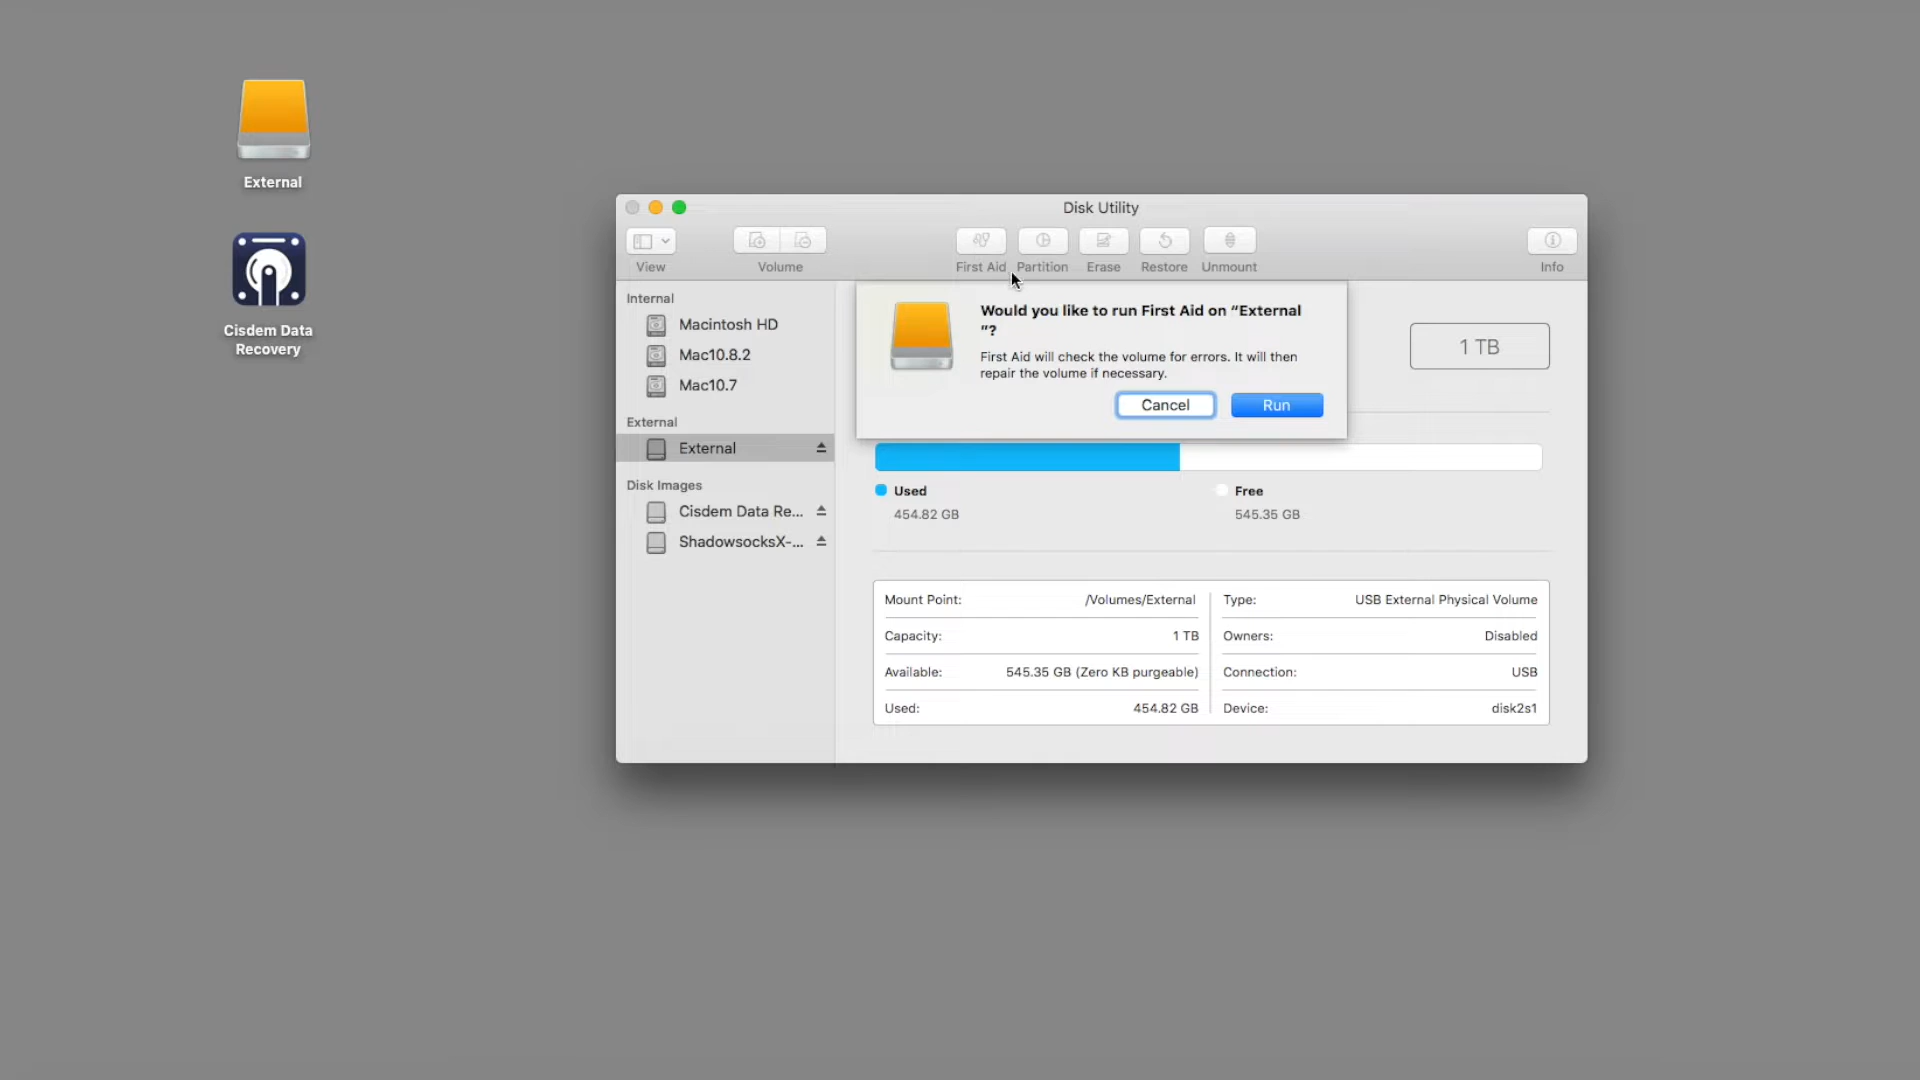 External
Cisdem Data
Recovery
Disk Utility
View
Volume
First Aid
Partition
Erase
Restore
Unmount
Info
Internal
Macintosh HD
Mac10.8.2
Mac10.7
External
External
Disk Images
Cisdem Data Re...
ShadowsocksX-...
Would you like to run First Aid on “External
”?
First Aid will check the volume for errors. It will then
repair the volume if necessary.
Cancel
Run
1 TB
Used
454.82 GB
Free
545.35 GB
Mount Point: /Volumes/External
Capacity: 1 TB
Available: 545.35 GB (Zero KB purgeable)
Used: 454.82 GB
Type: USB External Physical Volume
Owners: Disabled
Connection: USB
Device: disk2s1